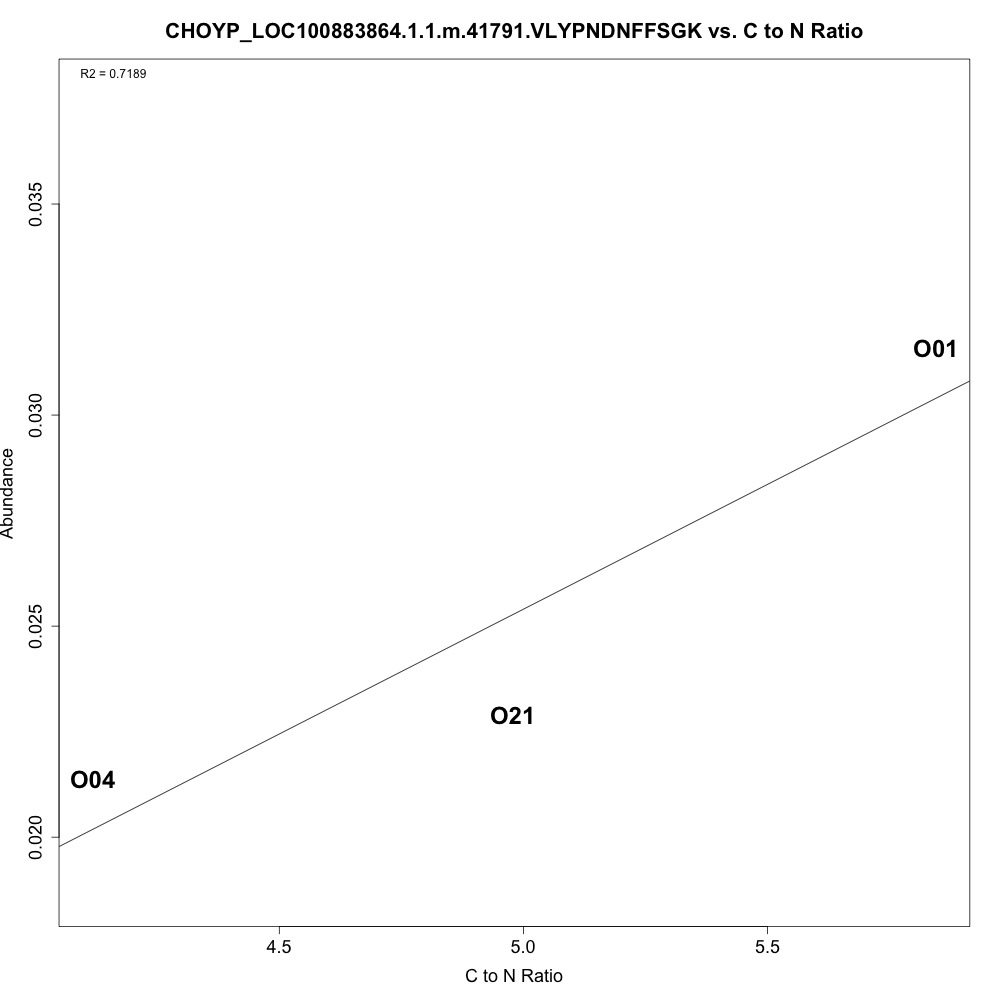 CHOYP_LOC100883864.1.1.m.41791.VLYPNDNFFSGK vs. C to N Ratio
R2 = 0.7189
0.035
O01
0.030
Abundance
0.025
O21
O04
0.020
4.5 5.0 5.5
C to N Ratio